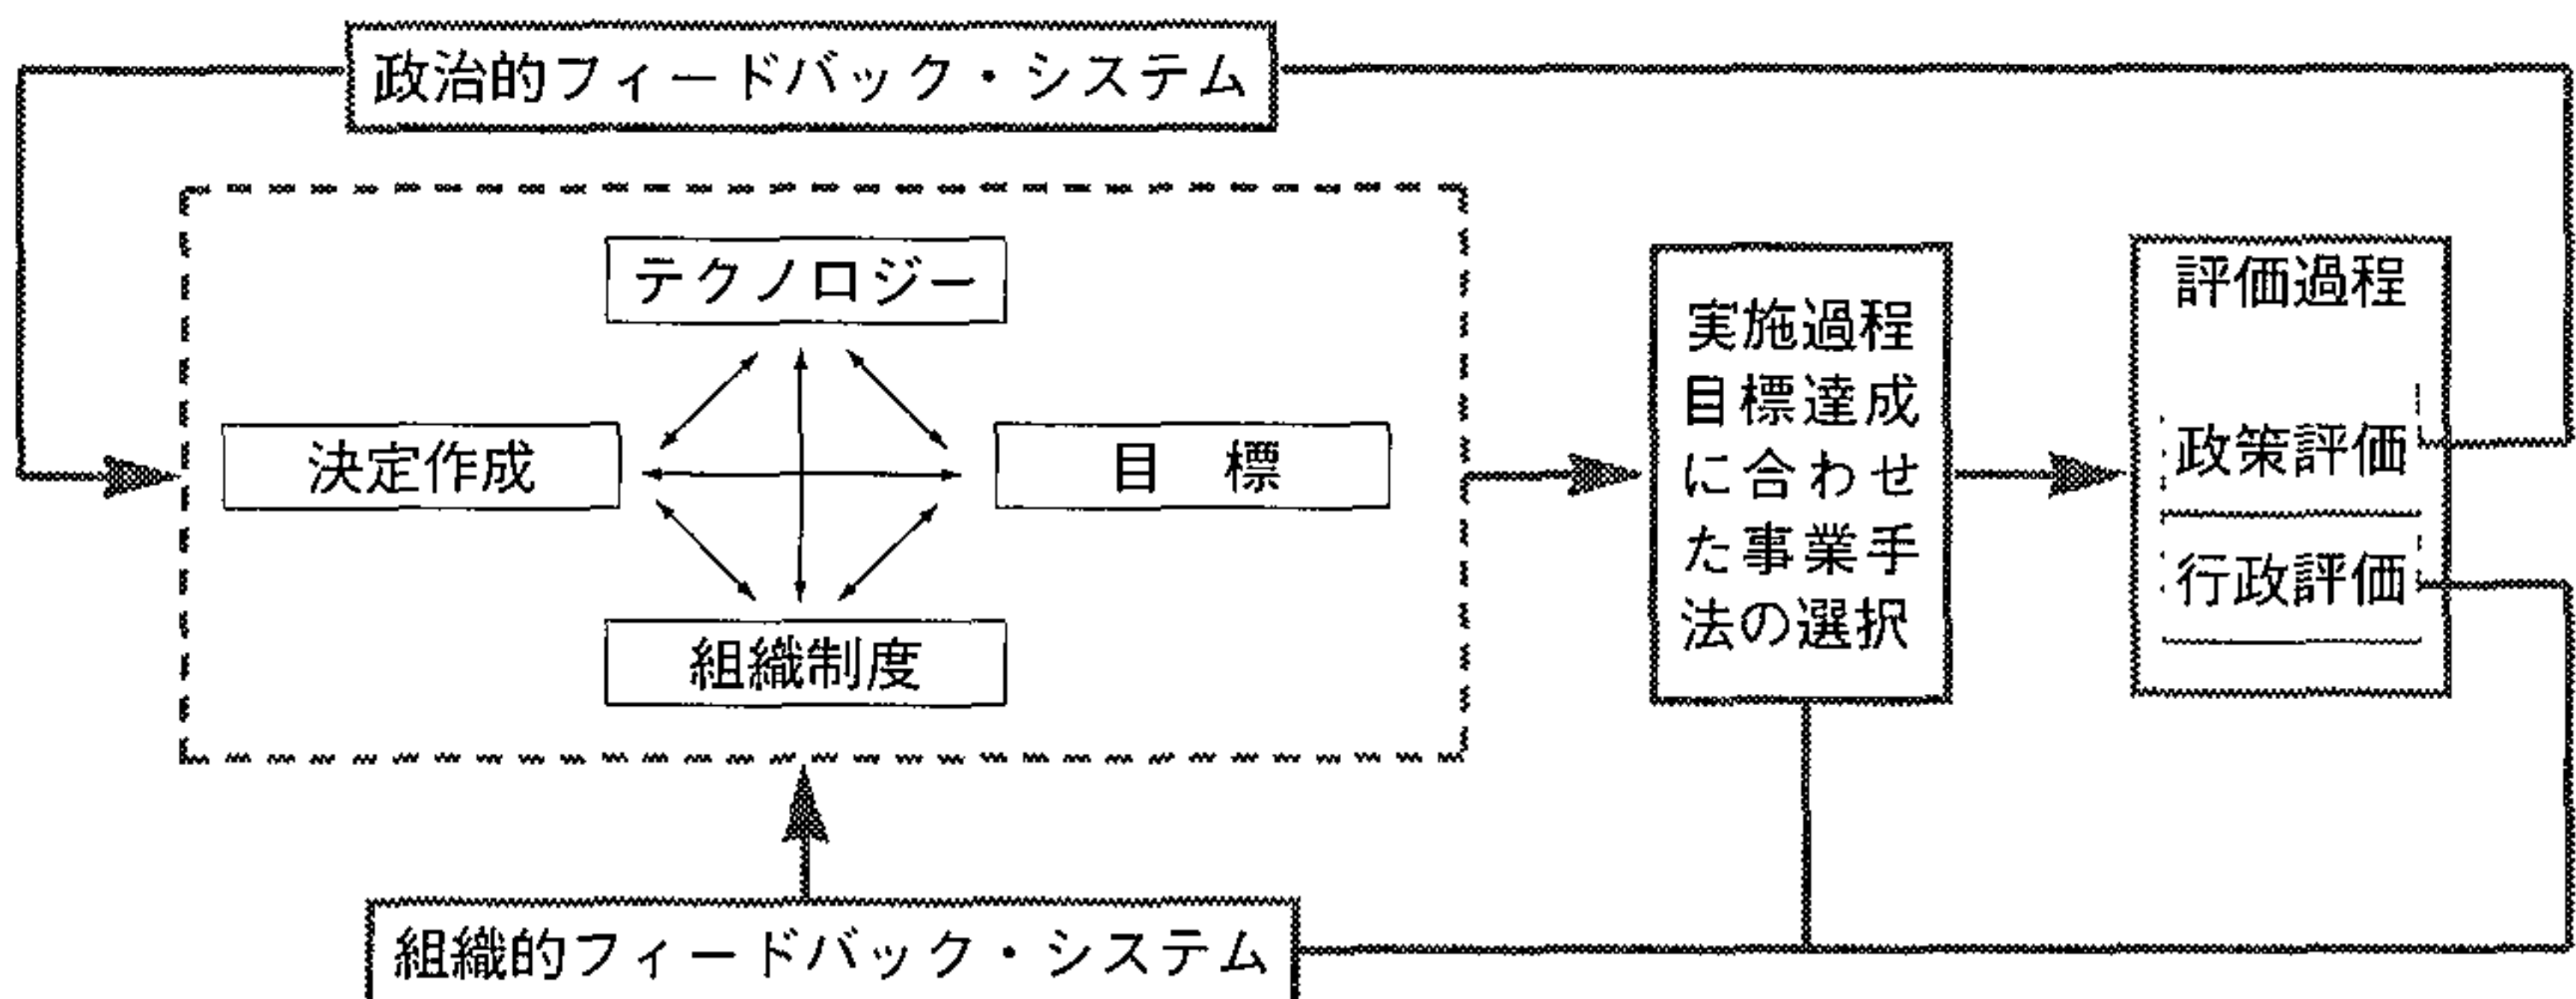 政治的フィードバック・システム
テクノロジー
決定作成
目 標
組織制度
実施過程
目標達成
に合わせ
た事業手
法の選択
評価過程
政策評価
行政評価
組織的フィードバック・システム